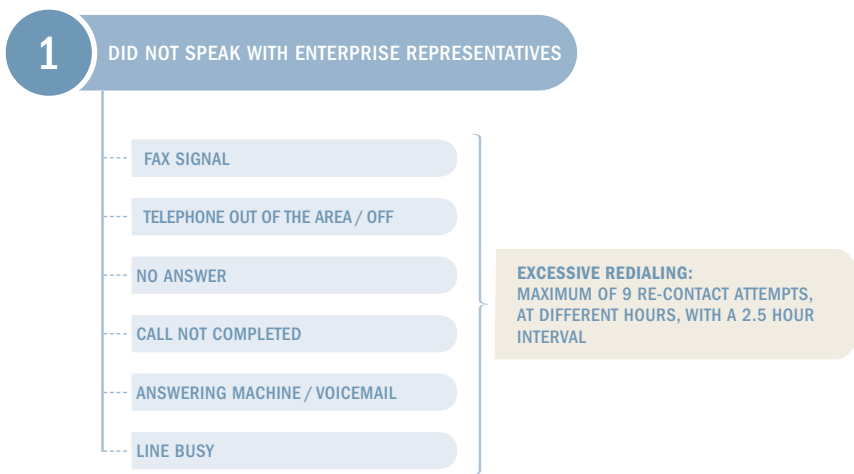 1
DID NOT SPEAK WITH ENTERPRISE REPRESENTATIVES
FAX SIGNAL
TELEPHONE OUT OF THE AREA / OFF
NO ANSWER
CALL NOT COMPLETED
ANSWERING MACHINE / VOICEMAIL
LINE BUSY
EXCESSIVE REDIALING:
MAXIMUM OF 9 RE-CONTACT ATTEMPTS,
AT DIFFERENT HOURS, WITH A 2.5 HOUR
INTERVAL